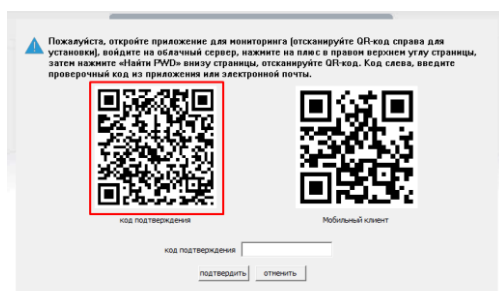 Пожалуйста, откройте приложение для мониторинга (отсканируйте QR-код справа для
установки), войдите на облачный сервер, нажмите на плюс в правом верхнем углу страницы,
затем нажмите «Найти PWD» внизу страницы, отсканируйте QR-код. Код слева, введите
проверочный код из приложения или электронной почты.
код подтверждения
Мобильный клиент
код подтверждения
подтвердить отменить